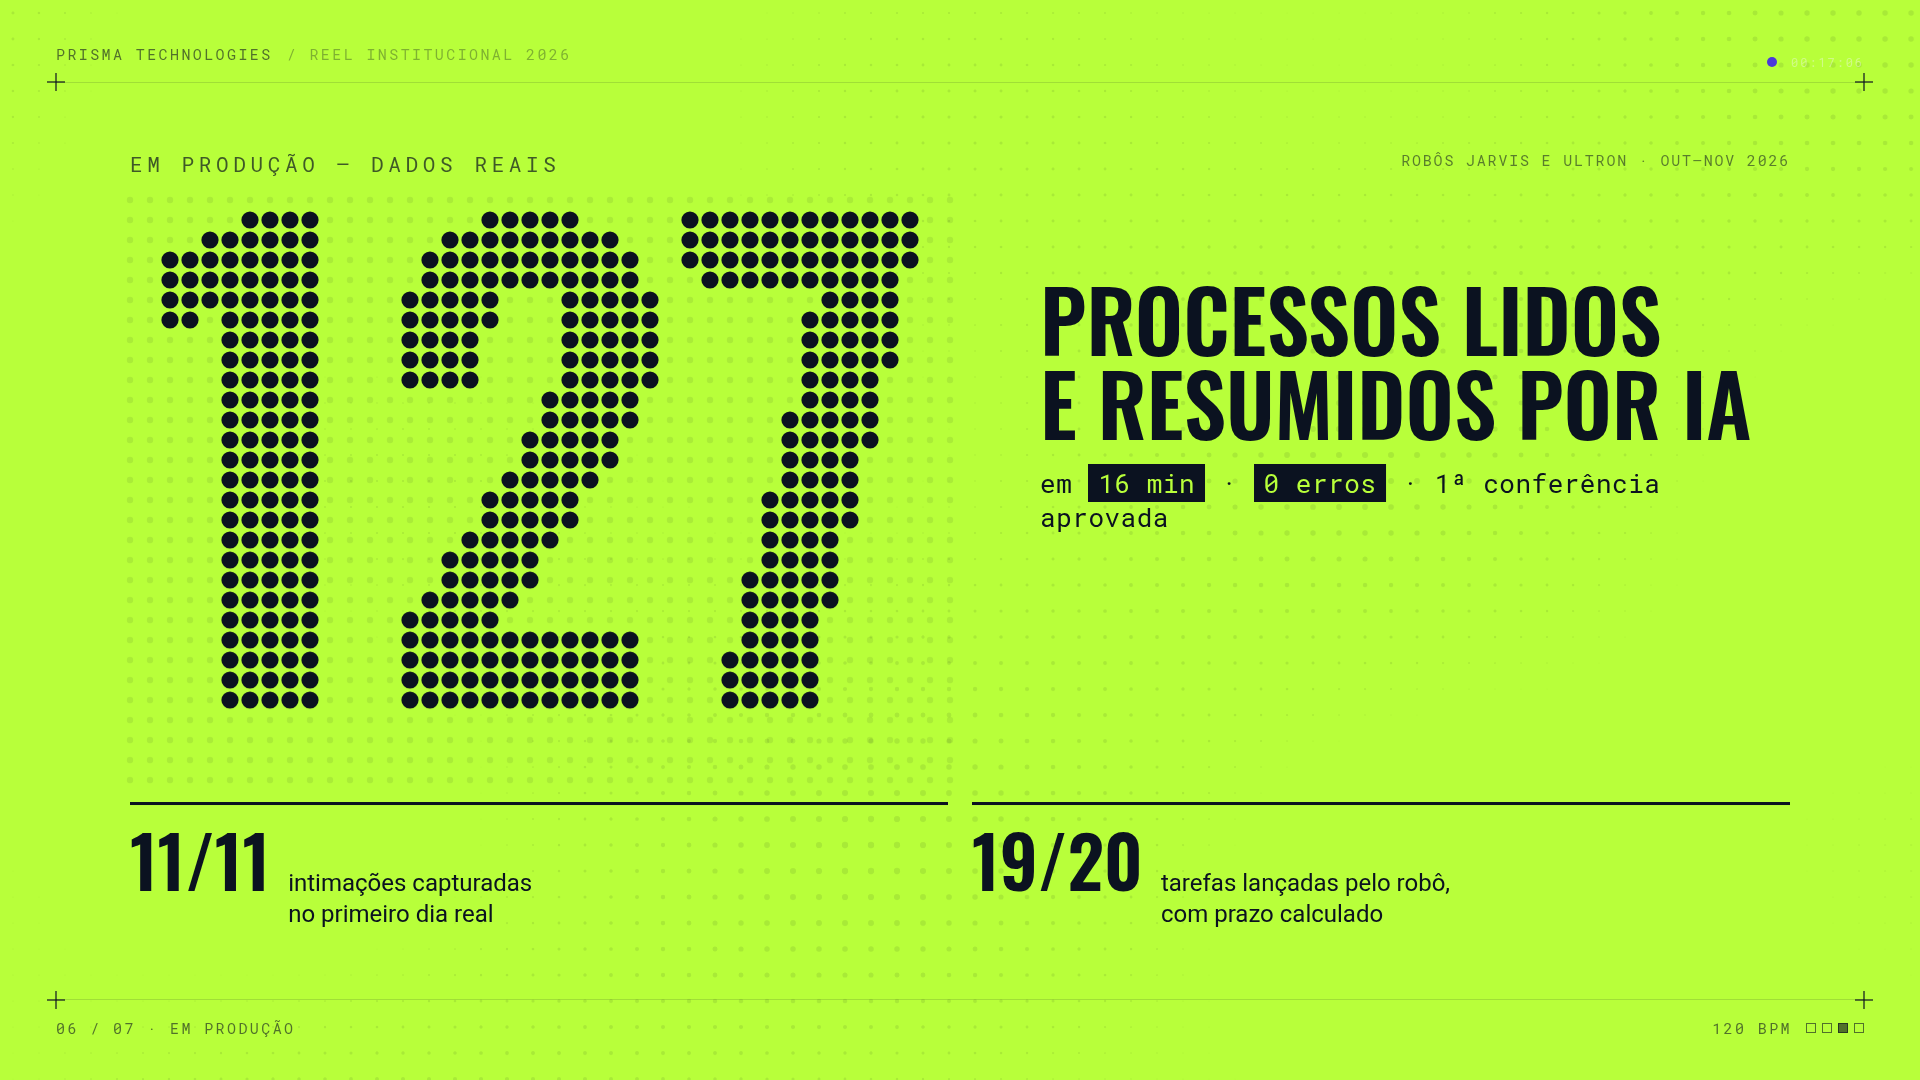 PRISMA TECHNOLOGIES / REEL INSTITUCIONAL 2026
EM PRODUÇÃO — DADOS REAIS
ROBÔS JARVIS E ULTRON · OUT–NOV 2026
127
PROCESSOS LIDOS
E RESUMIDOS POR IA
em 16 min · 0 erros · 1ª conferência
aprovada
11/11
intimações capturadas
no primeiro dia real
19/20
tarefas lançadas pelo robô,
com prazo calculado
06 / 07 · EM PRODUÇÃO
120 BPM